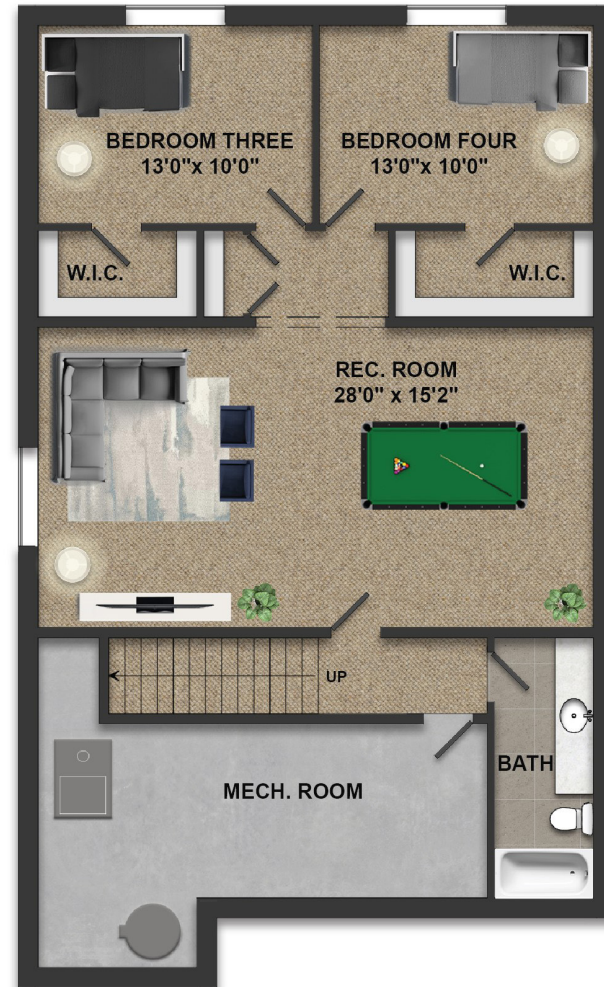 BEDROOM THREE
13'0"x 10'0"
BEDROOM FOUR
13'0"x 10'0"
W.I.C.
W.I.C.
REC. ROOM
28'0" x 15'2"
UP
BATH
MECH. ROOM